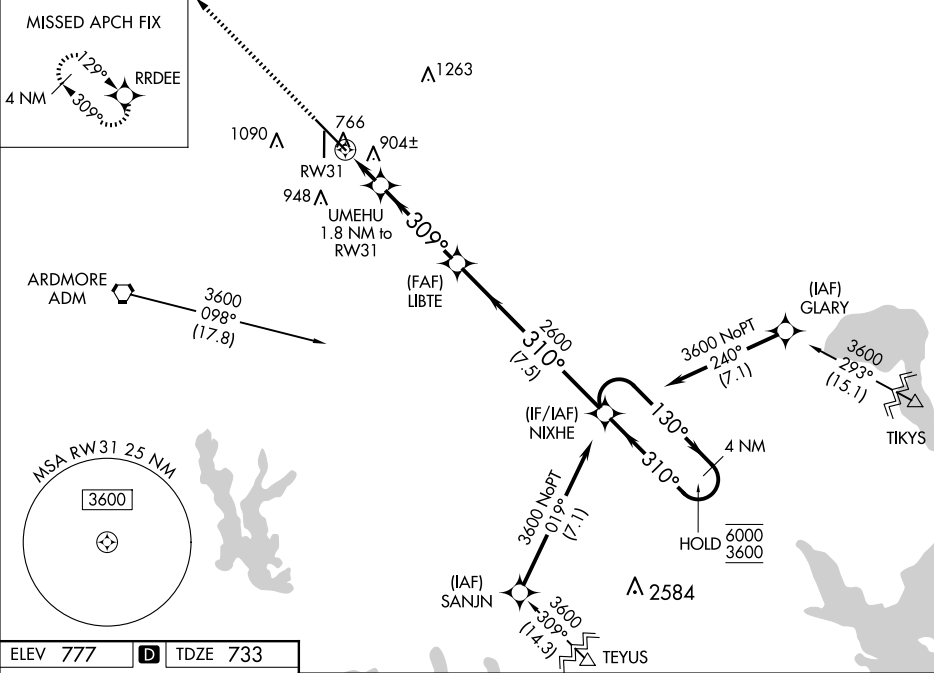 MISSED APCH FIX
129°
RRDEE
4 NM
309°
1263
766
1090
904±
RW31
948
UMEHU
1.8 NM to
RW31
309°
(FAF)
LIBTE
ARDMORE
ADM
3600
098°
(17.8)
2600
310°
(7.5)
(IAF)
GLARY
3600 NoPT
240°
(7.1)
3600
293°
(15.1)
TIKYS
(IF/IAF)
NIXHE
130°
310°
4 NM
HOLD
6000
3600
3600 NoPT
019°
(7.1)
MSA RW31 25 NM
3600
(IAF)
SANJN
2584
3600
309°
(14.3)
TEYUS
ELEV 777
D
TDZE 733